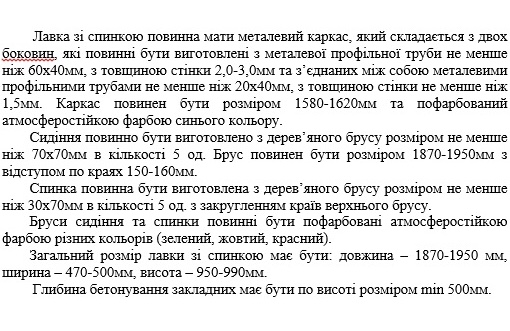 Лавка зі спинкою повинна мати металевий каркас, який складається з двох
боковин, які повинні бути виготовлені з металевої профільної труби не менше
ніж 60х40мм, з товщиною стінки 2,0-3,0мм та з’єднаних між собою металевими
профільними трубами не менше ніж 20х40мм, з товщиною стінки не менше ніж
1,5мм. Каркас повинен бути розміром 1580-1620мм та пофарбований
атмосферостійкою фарбою синього кольору.
Сидіння повинно бути виготовлено з дерев’яного брусу розміром не менше
ніж 70х70мм в кількості 5 од. Брус повинен бути розміром 1870-1950мм з
відступом по краях 150-160мм.
Спинка повинна бути виготовлена з дерев’яного брусу розміром не менше
ніж 30х70мм в кількості 5 од. з закругленням країв верхнього брусу.
Бруси сидіння та спинки повинні бути пофарбовані атмосферостійкою
фарбою різних кольорів (зелений, жовтий, красний).
Загальний розмір лавки зі спинкою має бути: довжина – 1870-1950 мм,
ширина – 470-500мм, висота – 950-990мм.
Глибина бетонування закладних має бути по висоті розміром min 500мм.